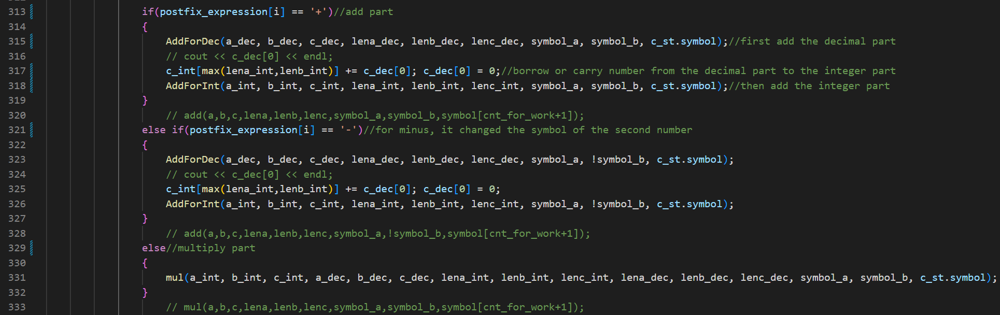 313 if(postfix_expression[i] == '+')//add part
314 {
315 AddForDec(a_dec, b_dec, c_dec, lena_dec, lenb_dec, lenc_dec, symbol_a, symbol_b, c_st.symbol);//first add the decimal part
316 // cout << c_dec[0] << endl;
317 c_int[max(lena_int,lenb_int)] += c_dec[0]; c_dec[0] = 0;//borrow or carry number from the decimal part to the integer part
318 AddForInt(a_int, b_int, c_int, lena_int, lenb_int, lenc_int, symbol_a, symbol_b, c_st.symbol);//then add the integer part
319 }
320 // add(a,b,c,lena,lenb,lenc,symbol_a,symbol_b,symbol[cnt_for_work+1]);
321 else if(postfix_expression[i] == '-')//for minus, it changed the symbol of the second number
322 {
323 AddForDec(a_dec, b_dec, c_dec, lena_dec, lenb_dec, lenc_dec, symbol_a, !symbol_b, c_st.symbol);
324 // cout << c_dec[0] << endl;
325 c_int[max(lena_int,lenb_int)] += c_dec[0]; c_dec[0] = 0;
326 AddForInt(a_int, b_int, c_int, lena_int, lenb_int, lenc_int, symbol_a, !symbol_b, c_st.symbol);
327 }
328 // add(a,b,c,lena,lenb,lenc,symbol_a,!symbol_b,symbol[cnt_for_work+1]);
329 else//multiply part
330 {
331 mul(a_int, b_int, c_int, a_dec, b_dec, c_dec, lena_int, lenb_int, lenc_int, lena_dec, lenb_dec, lenc_dec, symbol_a, symbol_b, c_st.symbol);
332 }
333 // mul(a,b,c,lena,lenb,lenc,symbol_a,symbol_b,symbol[cnt_for_work+1]);